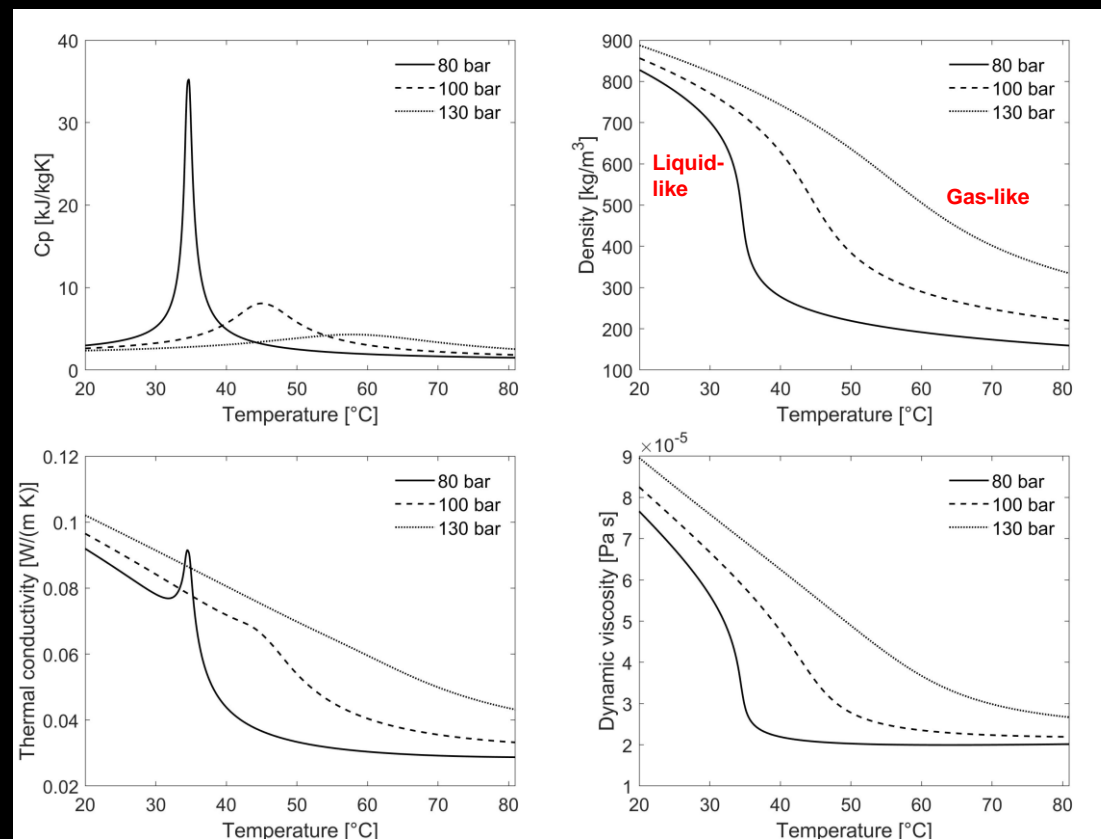 40
30
20
10
0
Cp [kJ/kgK]
80 bar
100 bar
130 bar
20 30 40 50 60 70 80
Temperature [°C]
900
800
700
600
500
400
300
200
100
Density [kg/m³]
80 bar
100 bar
130 bar
Liquid-
like
Gas-like
20 30 40 50 60 70 80
Temperature [°C]
0.12
0.1
0.08
0.06
0.04
0.02
Thermal conductivity [W/(m K)]
80 bar
100 bar
130 bar
20 30 40 50 60 70 80
Temperature [°C]
×10⁻⁵
9
8
7
6
5
4
3
2
1
Dynamic viscosity [Pa s]
80 bar
100 bar
130 bar
20 30 40 50 60 70 80
Temperature [°C]